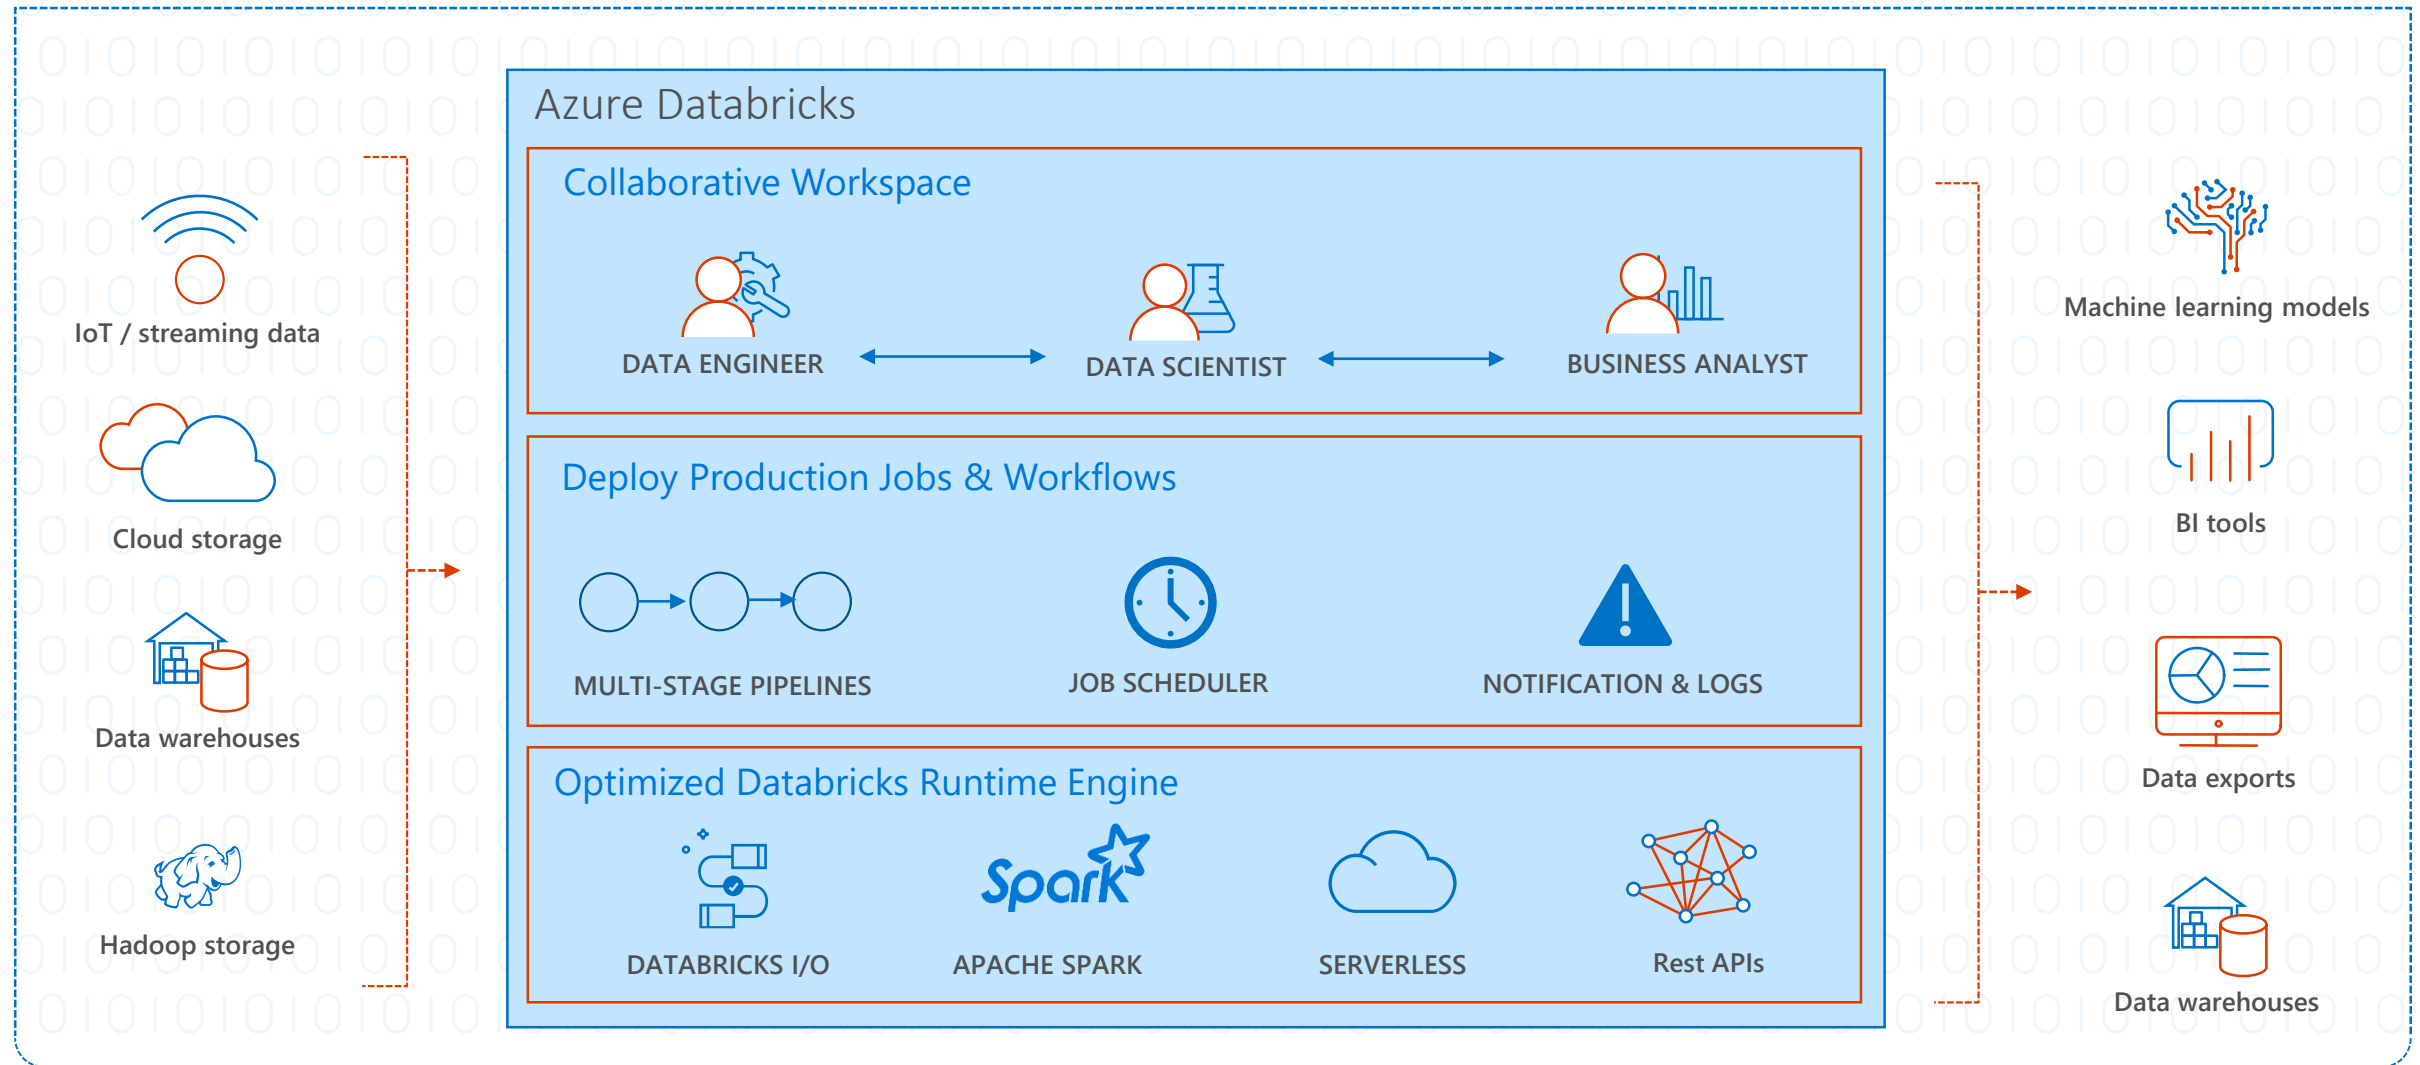 Azure Databricks
Collaborative Workspace
DATA ENGINEER
DATA SCIENTIST
BUSINESS ANALYST
Deploy Production Jobs & Workflows
MULTI-STAGE PIPELINES
JOB SCHEDULER
NOTIFICATION & LOGS
Optimized Databricks Runtime Engine
Spark
DATABRICKS I/O
APACHE SPARK
SERVERLESS
Rest APIs
IoT / streaming data
Cloud storage
Data warehouses
Hadoop storage
Machine learning models
BI tools
Data exports
Data warehouses